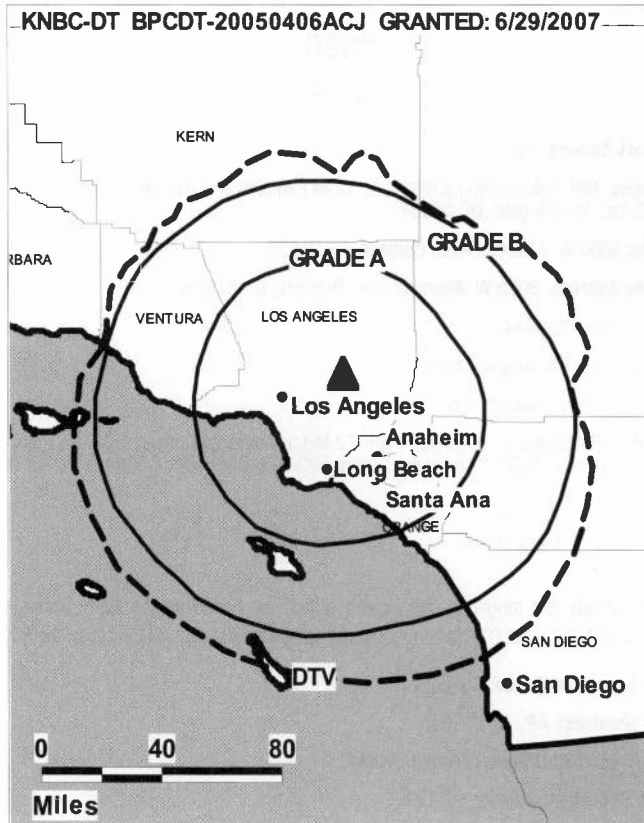 KNBC-DT BPCDT-20050406ACJ GRANTED: 6/29/2007
KERN
GRADE B
GRADE A
RBARA
VENTURA
LOS ANGELES
Los Angeles
Anaheim
Long Beach
Santa Ana
ORANGE
SAN DIEGO
DTV
San Diego
0 40 80
Miles